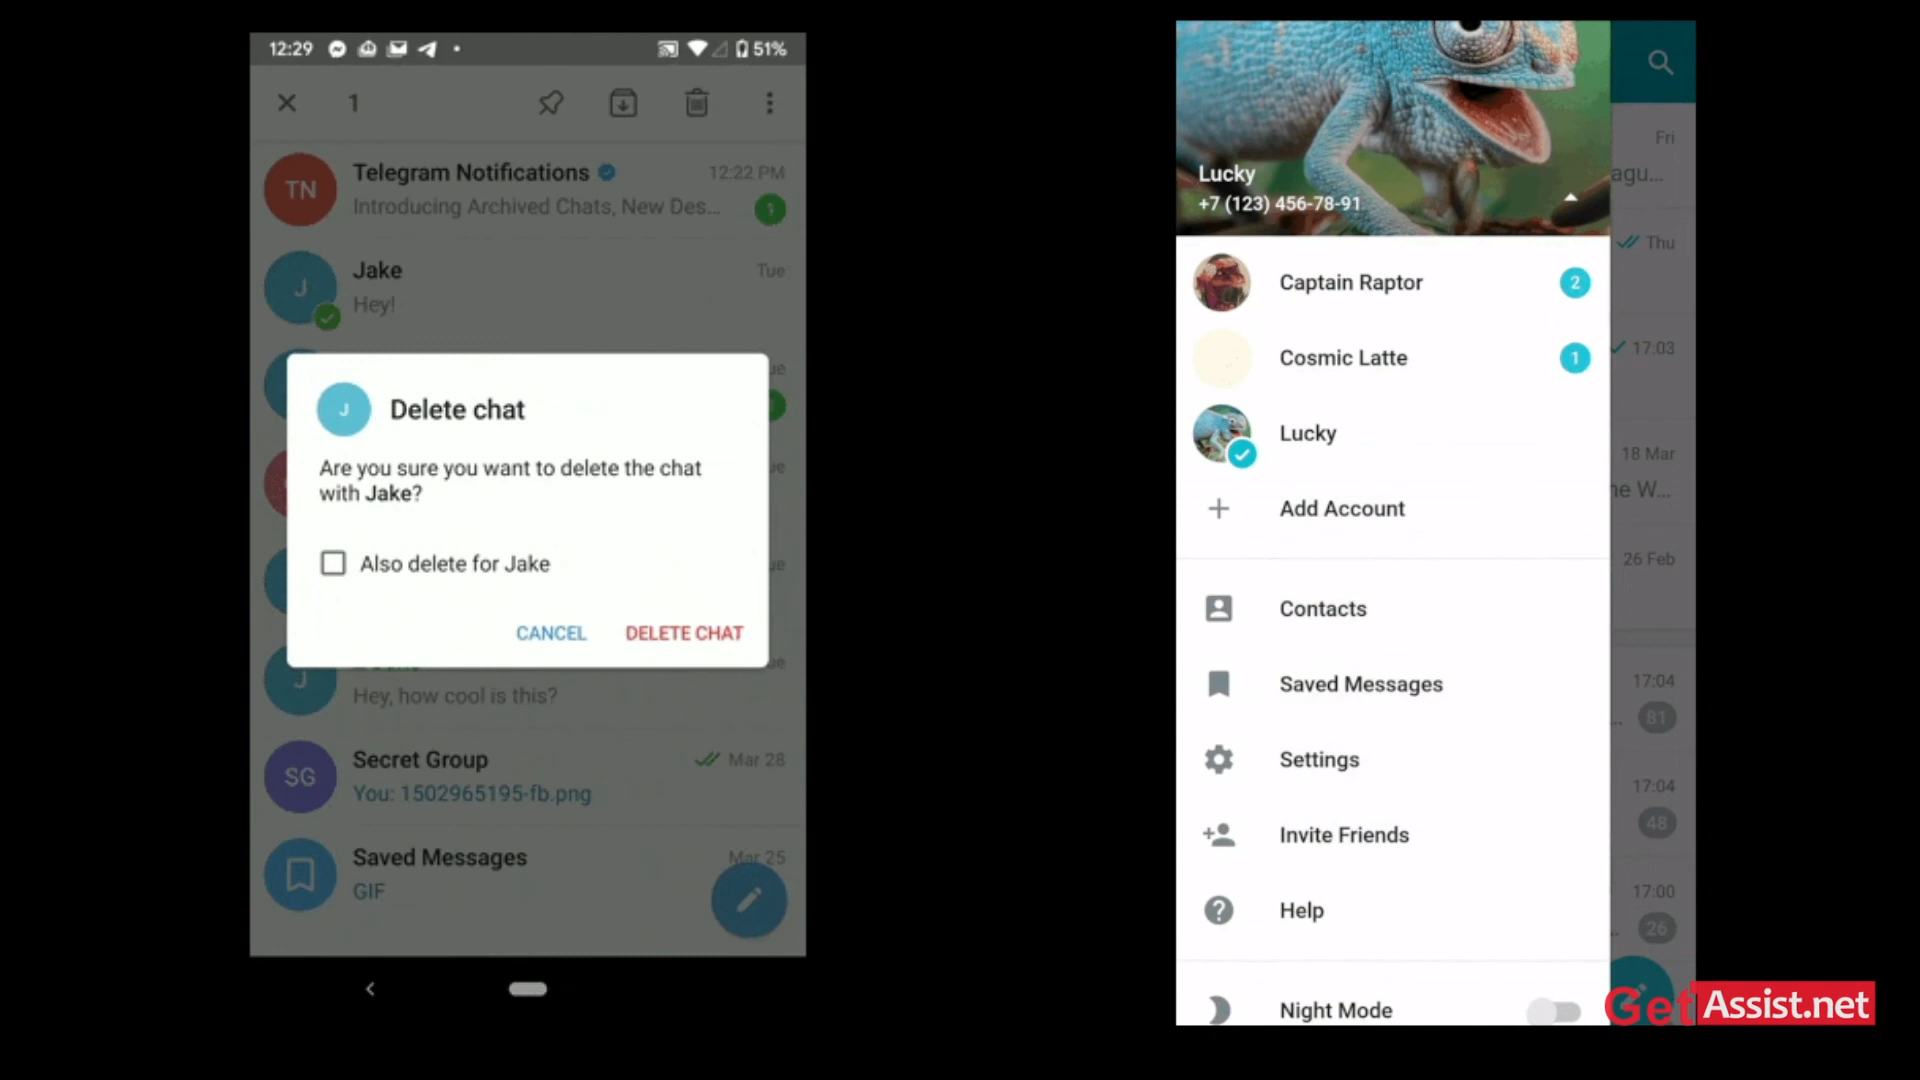 12:29
51%
1
Telegram Notifications
12:22 PM
TN
Introducing Archived Chats, New Des...
Jake
Tue
J
Hey!
J
Delete chat
Are you sure you want to delete the chat
with Jake?
Also delete for Jake
CANCEL
DELETE CHAT
J
Hey, how cool is this?
Secret Group
Mar 28
SG
You: 1502965195-fb.png
Saved Messages
Mar 25
GIF
Lucky
+7 (123) 456-78-91
Captain Raptor
2
Cosmic Latte
1
Lucky
Add Account
Contacts
Saved Messages
Settings
Invite Friends
Help
Night Mode
Fri
agu...
Thu
17:03
18 Mar
he W...
26 Feb
17:04
81
17:04
48
17:00
26
GetAssist.net